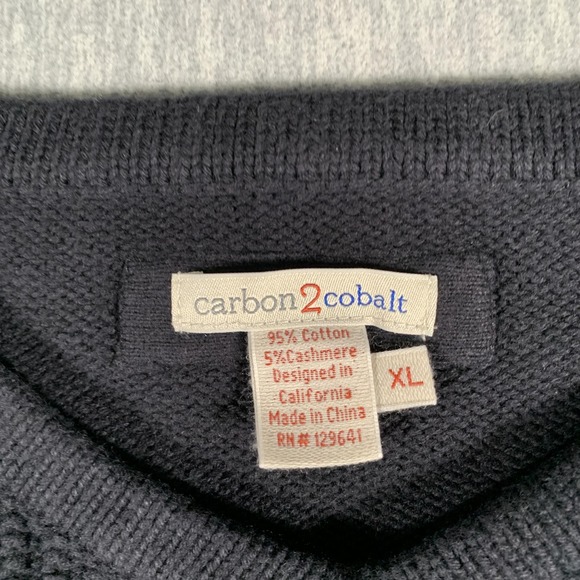 carbon2cobalt
95% Cotton
5%Cashmere
Designed in
California
Made in China
RN# 129641
XL